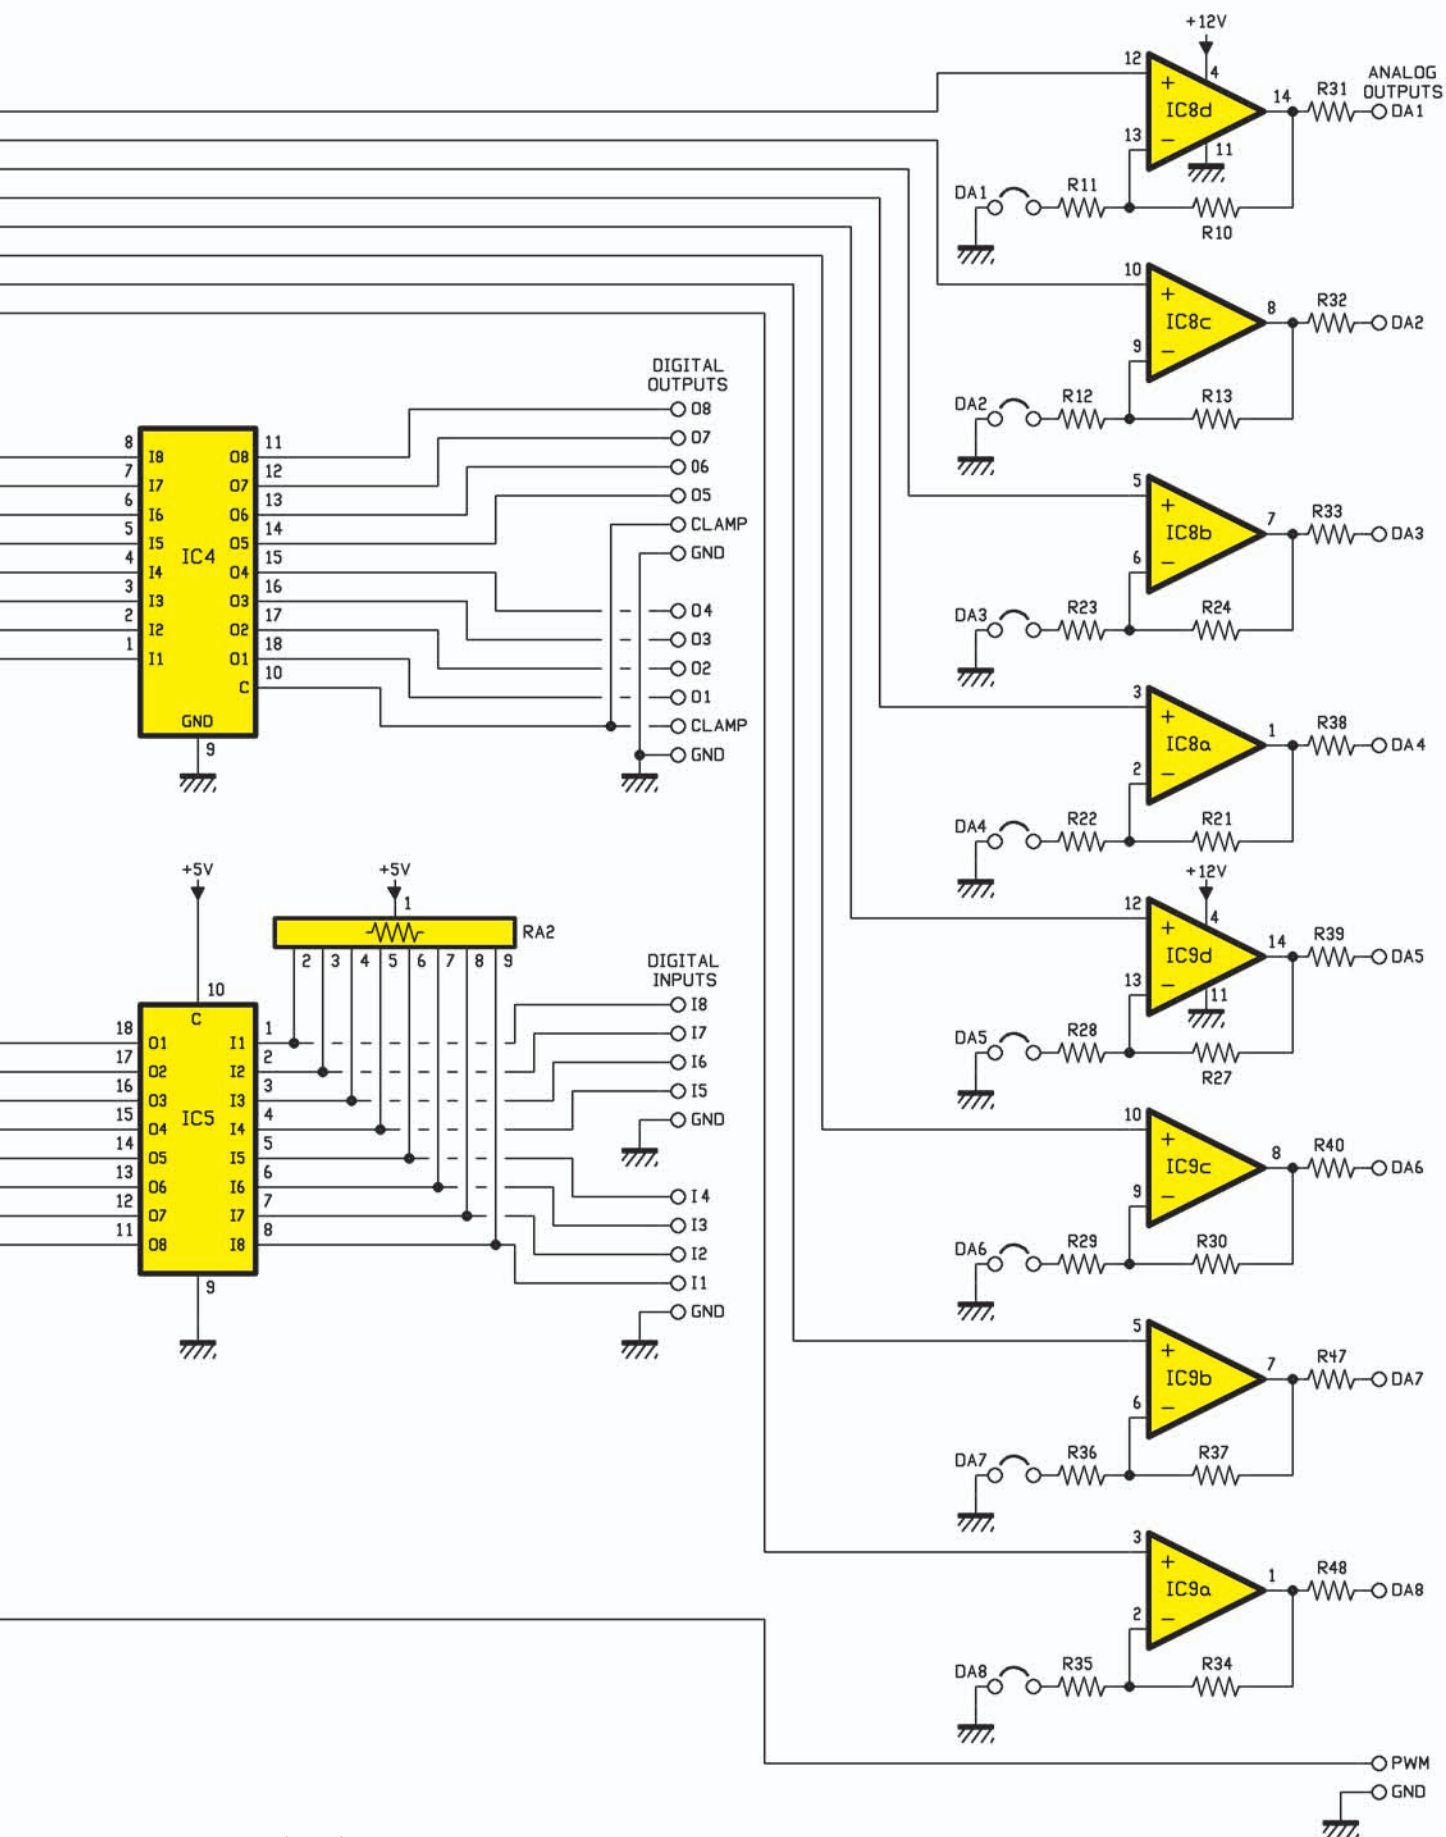 +12V
12
+
4
IC8d
14
R31
ANALOG
OUTPUTS
DA1
13
−
11
DA1
R11
R10
10
+
IC8c
8
R32
DA2
9
−
DA2
R12
R13
5
+
IC8b
7
R33
DA3
6
−
DA3
R23
R24
3
+
IC8a
1
R38
DA4
2
−
DA4
R22
R21
+12V
12
+
4
IC9d
14
R39
DA5
13
−
11
DA5
R28
R27
10
+
IC9c
8
R40
DA6
9
−
DA6
R29
R30
5
+
IC9b
7
R47
DA7
6
−
DA7
R36
R37
3
+
IC9a
1
R48
DA8
2
−
DA8
R35
R34
PWM
GND
DIGITAL
OUTPUTS
O8
O7
O6
O5
CLAMP
GND
O4
O3
O2
O1
CLAMP
GND
8 I8 O8 11
7 I7 O7 12
6 I6 O6 13
5 I5 O5 14
IC4
4 I4 O4 15
3 I3 O3 16
2 I2 O2 17
1 I1 O1 18
C 10
GND
9
+5V
+5V
1
RA2
2 3 4 5 6 7 8 9
10
C
18 O1 I1 1
17 O2 I2 2
16 O3 I3 3
IC5
15 O4 I4 4
14 O5 I5 5
13 O6 I6 6
12 O7 I7 7
11 O8 I8 8
9
DIGITAL
INPUTS
I8
I7
I6
I5
GND
I4
I3
I2
I1
GND